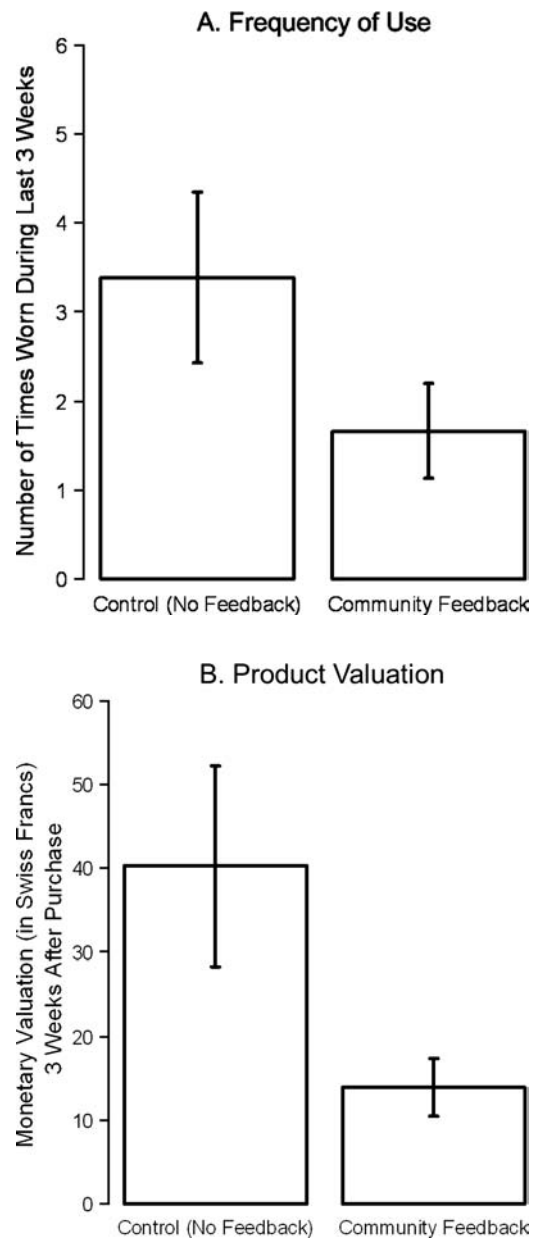 A. Frequency of Use
Number of Times Worn During Last 3 Weeks
6
5
4
3
2
1
0
Control (No Feedback)
Community Feedback
B. Product Valuation
Monetary Valuation (in Swiss Francs)
3 Weeks After Purchase
60
50
40
30
20
10
0
Control (No Feedback)
Community Feedback